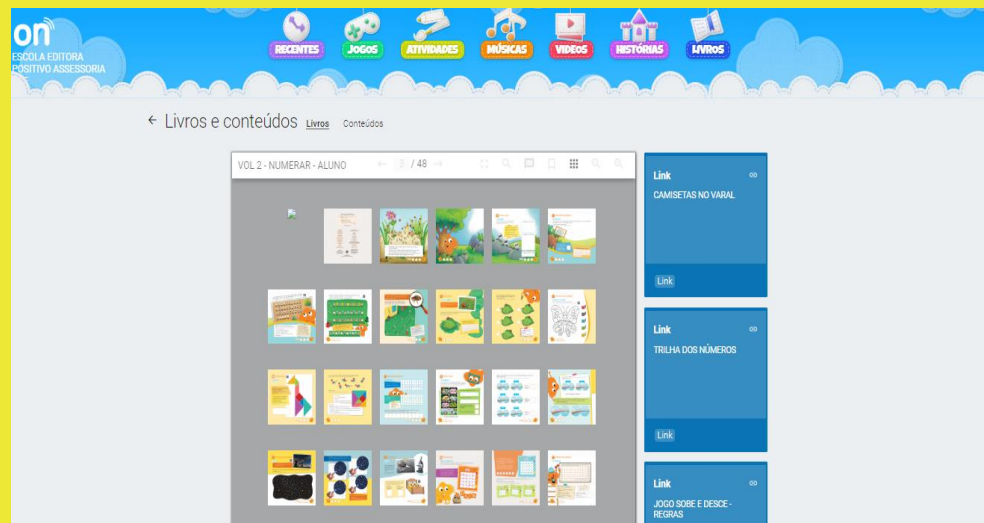 on
ESCOLA EDITORA
POSITIVO ASSESSORIA
RECENTES
JOGOS
ATIVIDADES
MÚSICAS
VIDEOS
HISTÓRIAS
LIVROS
← Livros e conteúdos Livros Conteúdos
VOL 2 - NUMERAR - ALUNO
/ 48
Link
CAMISETAS NO VARAL
Link
Link
TRILHA DOS NÚMEROS
Link
Link
JOGO SOBE E DESCE -
REGRAS